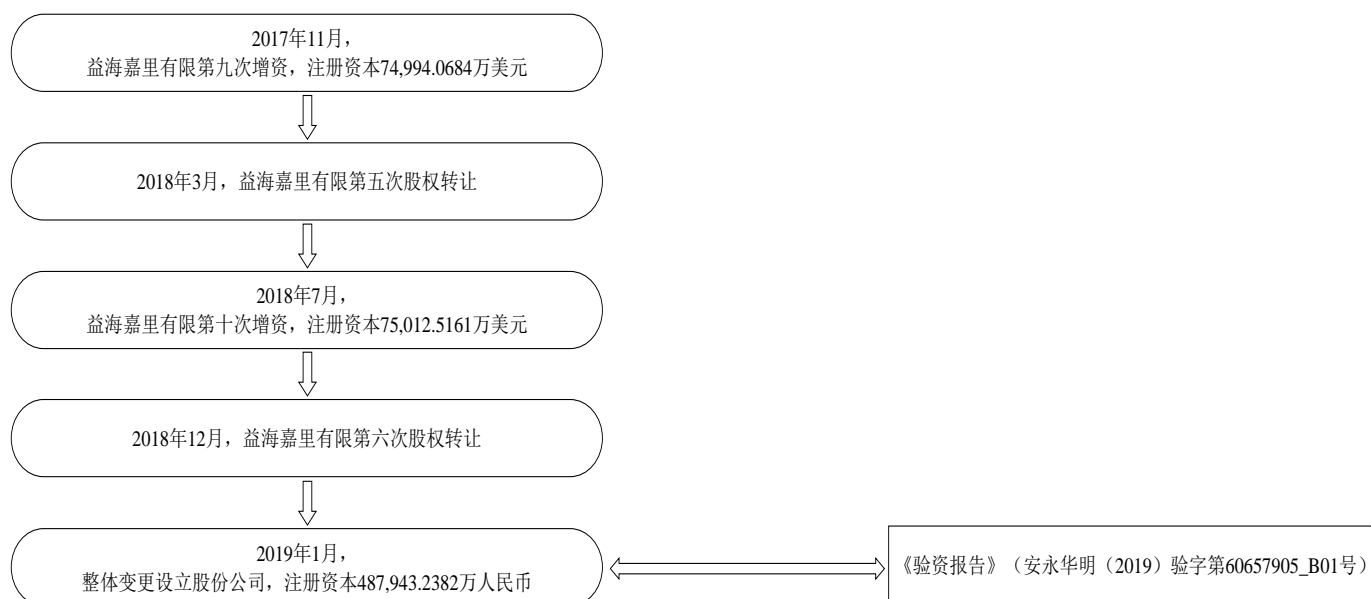 2017年11月，
益海嘉里有限第九次增资，注册资本74,994.0684万美元
2018年3月，益海嘉里有限第五次股权转让
2018年7月，
益海嘉里有限第十次增资，注册资本75,012.5161万美元
2018年12月，益海嘉里有限第六次股权转让
2019年1月，
整体变更设立股份公司，注册资本487,943.2382万人民币
《验资报告》（安永华明（2019）验字第60657905_B01号）